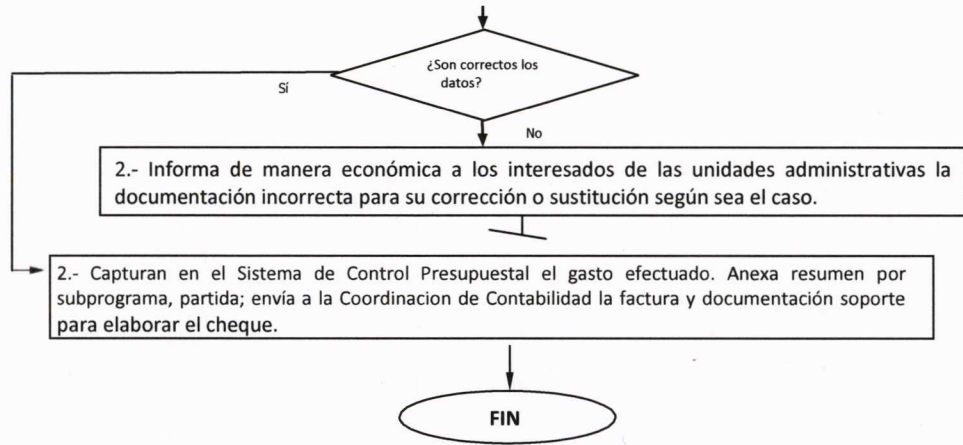 ¿Son correctos los
datos?
Sí
No
2.- Informa de manera económica a los interesados de las unidades administrativas la
documentación incorrecta para su corrección o sustitución según sea el caso.
2.- Capturan en el Sistema de Control Presupuestal el gasto efectuado. Anexa resumen por
subprograma, partida; envía a la Coordinacion de Contabilidad la factura y documentación soporte
para elaborar el cheque.
FIN